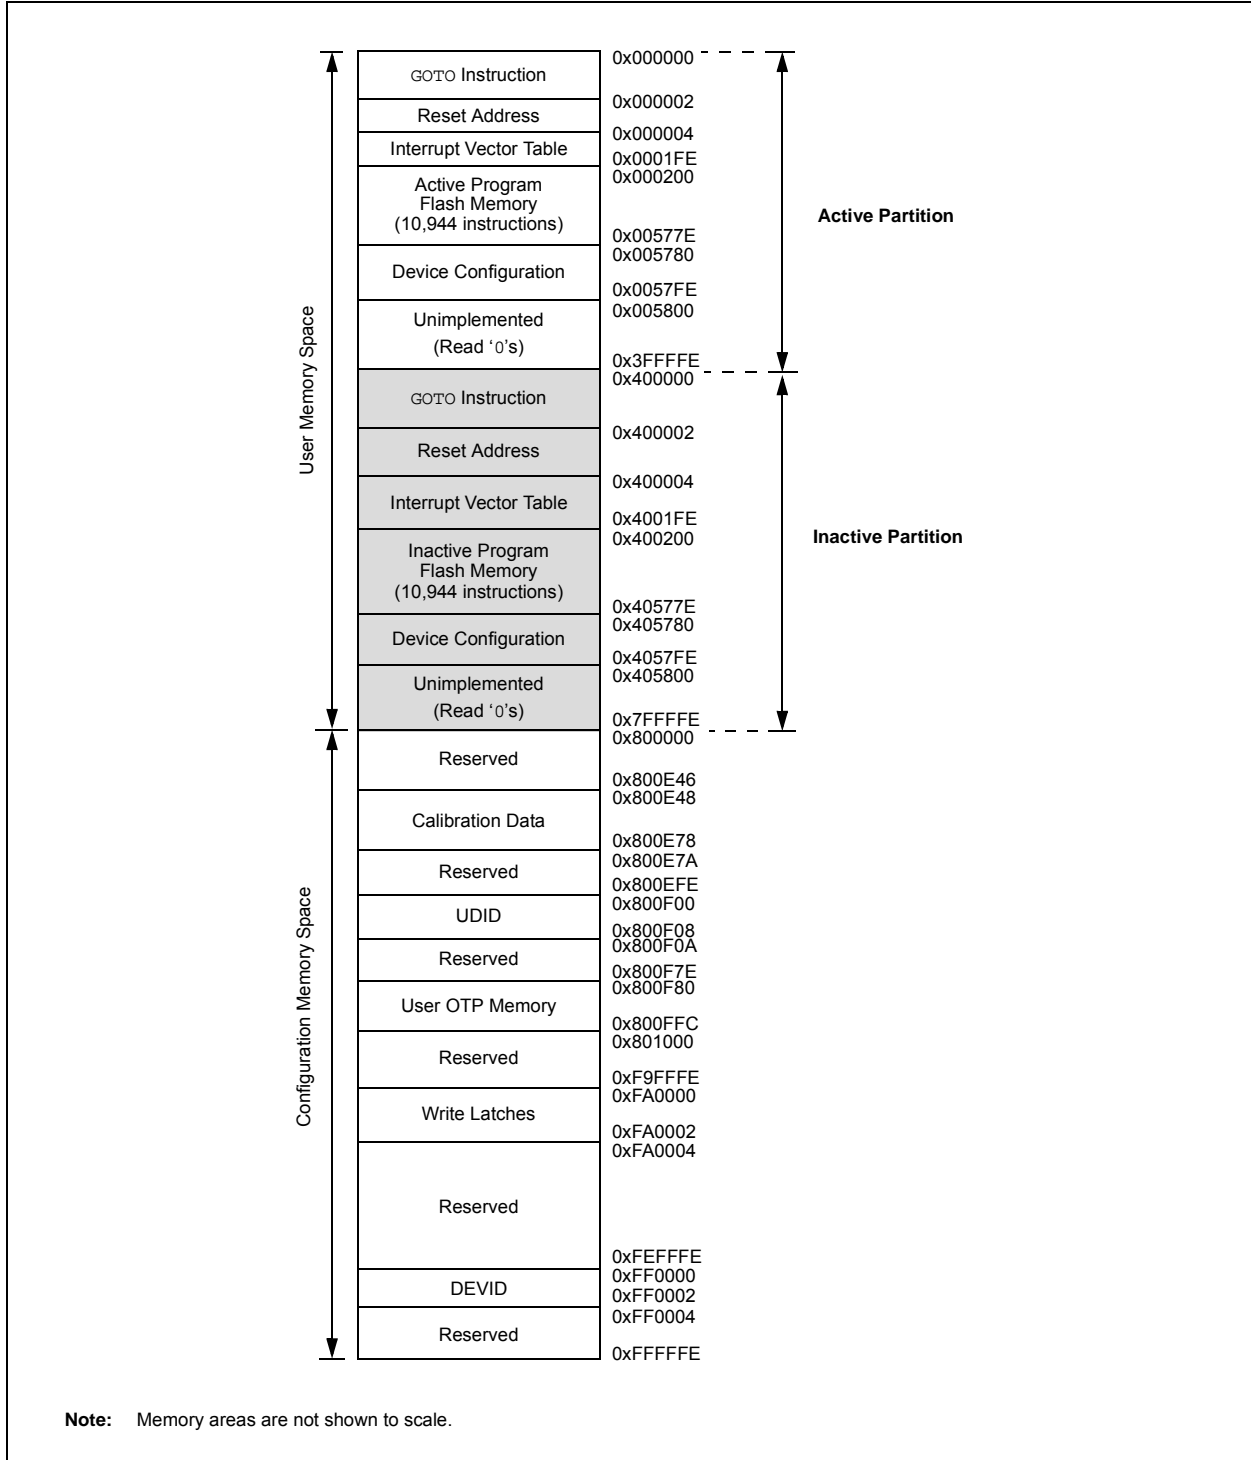 GOTO Instruction
0x000000
0x000002
Reset Address
0x000004
Interrupt Vector Table
0x0001FE
0x000200
Active Program
Flash Memory
(10,944 instructions)
Active Partition
0x00577E
0x005780
Device Configuration
0x0057FE
0x005800
Unimplemented
(Read ‘0’s)
0x3FFFFE
0x400000
User Memory Space
GOTO Instruction
0x400002
Reset Address
0x400004
Interrupt Vector Table
0x4001FE
0x400200
Inactive Partition
Inactive Program
Flash Memory
(10,944 instructions)
0x40577E
0x405780
Device Configuration
0x4057FE
0x405800
Unimplemented
(Read ‘0’s)
0x7FFFFE
0x800000
Reserved
0x800E46
0x800E48
Calibration Data
0x800E78
0x800E7A
Reserved
0x800EFE
0x800F00
UDID
0x800F08
0x800F0A
Reserved
0x800F7E
0x800F80
Configuration Memory Space
User OTP Memory
0x800FFC
0x801000
Reserved
0xF9FFFE
0xFA0000
Write Latches
0xFA0002
0xFA0004
Reserved
0xFEFFFE
0xFF0000
DEVID
0xFF0002
0xFF0004
Reserved
0xFFFFFE
Note: Memory areas are not shown to scale.